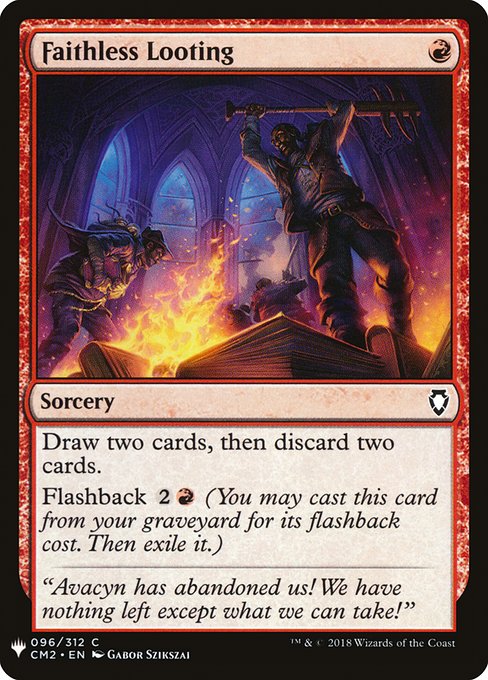 Faithless Looting
Sorcery
Draw two cards, then discard two
cards.
Flashback 2 (You may cast this card
from your graveyard for its flashback
cost. Then exile it.)
“Avacyn has abandoned us! We have
nothing left except what we can take!”
096/312 C
CM2 • EN Gabor Szikszai
™ & © 2018 Wizards of the Coast